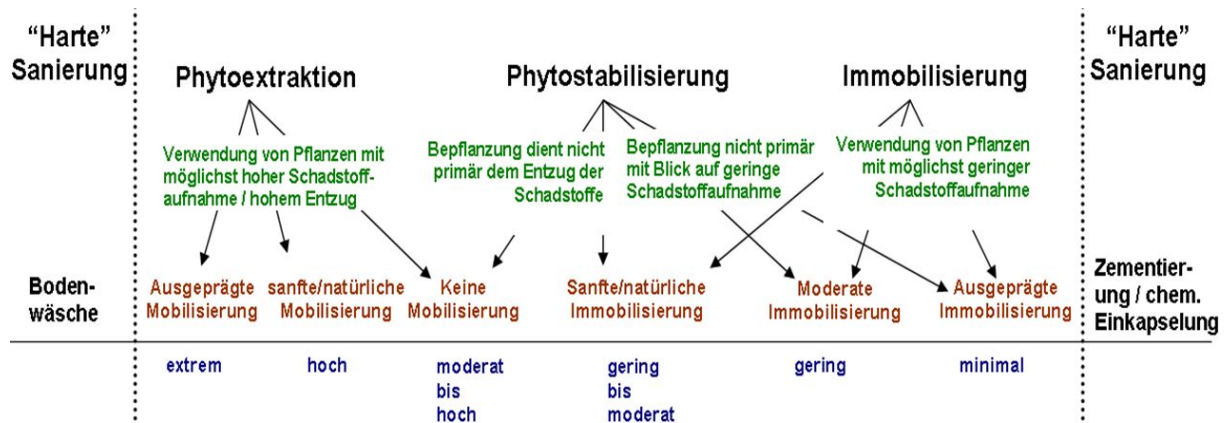 “Harte”
Sanierung
Phytoextraktion
Phytostabilisierung
Immobilisierung
“Harte”
Sanierung
Verwendung von Pflanzen mit
möglichst hoher Schadstoff-
aufnahme / hohem Entzug
Bepflanzung dient nicht
primär dem Entzug der
Schadstoffe
Bepflanzung nicht primär
mit Blick auf geringe
Schadstoffaufnahme
Verwendung von Pflanzen
mit möglichst geringer
Schadstoffaufnahme
Boden-
wäsche
Ausgeprägte
Mobilisierung
sanfte/natürliche
Mobilisierung
Keine
Mobilisierung
Sanfte/natürliche
Immobilisierung
Moderate
Immobilisierung
Ausgeprägte
Immobilisierung
Zementier-
ung / chem.
Einkapselung
extrem
hoch
moderat
bis
hoch
gering
bis
moderat
gering
minimal